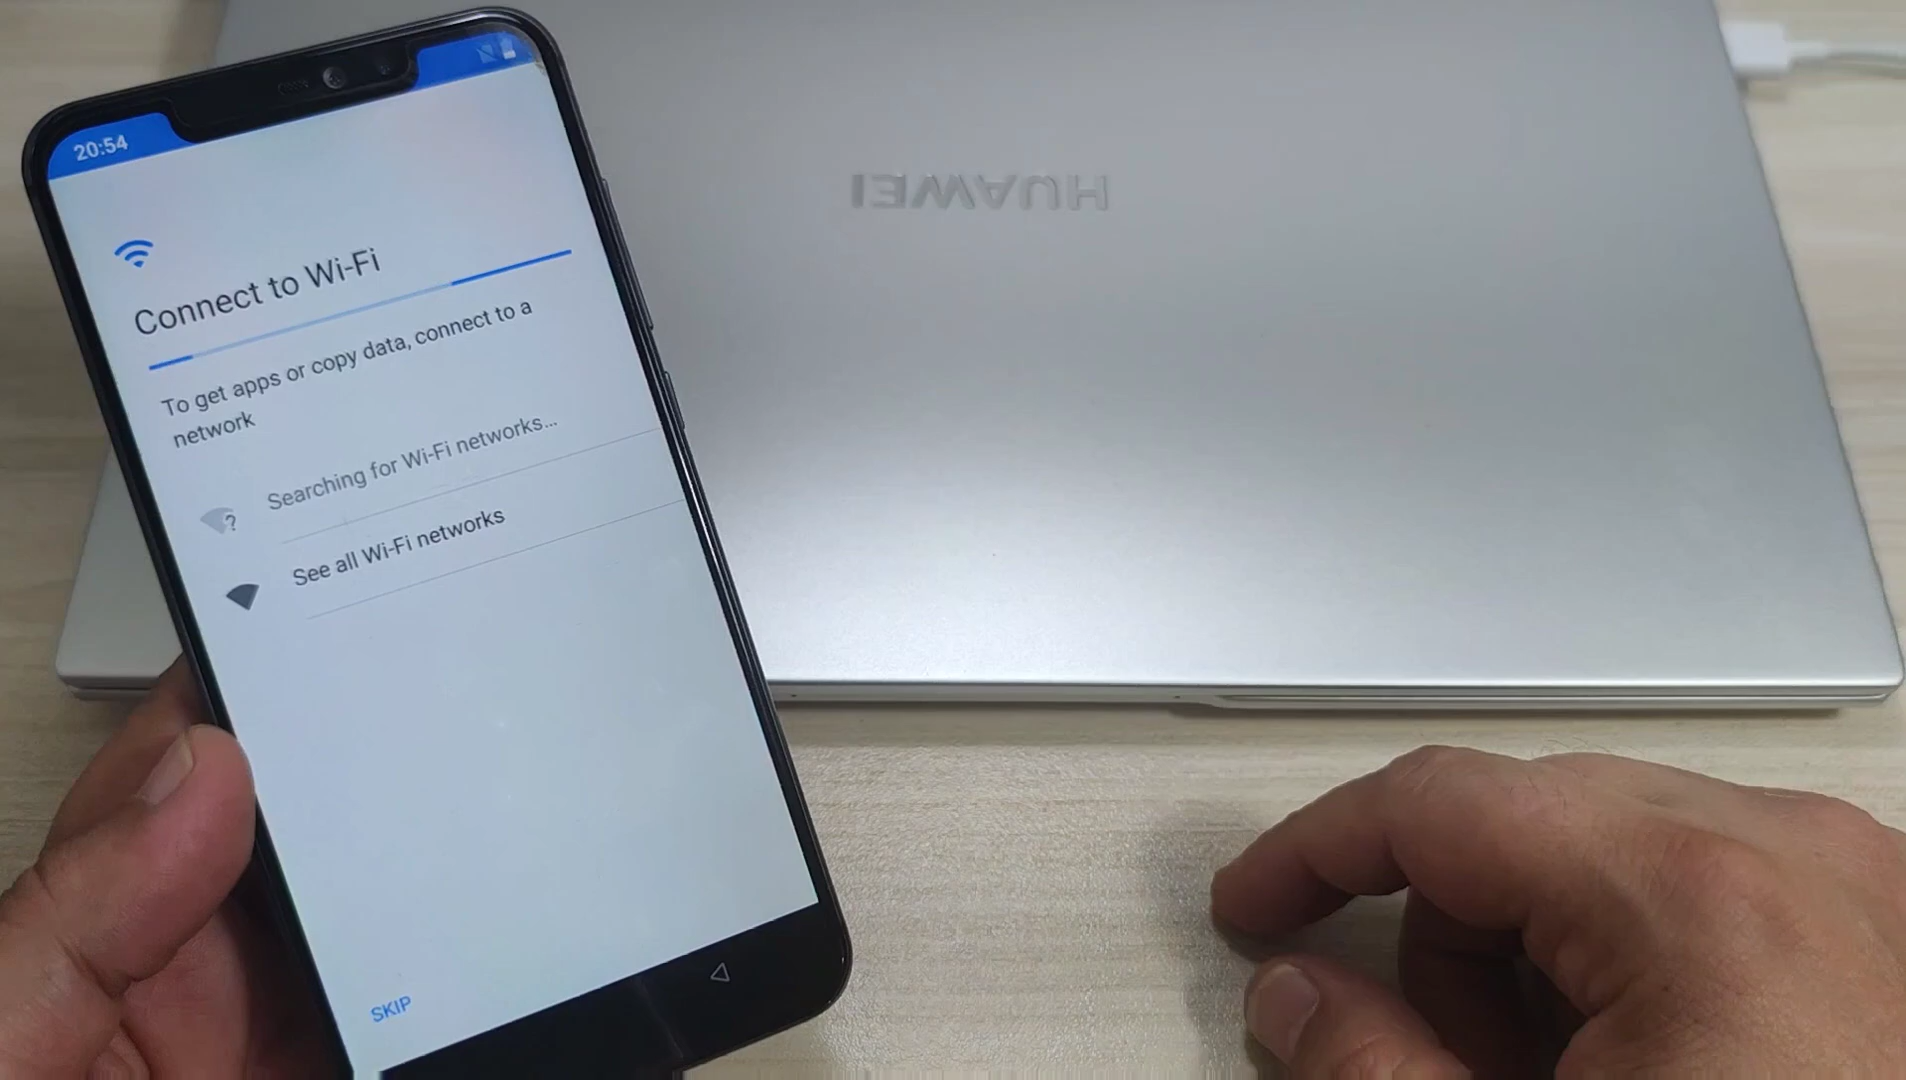 20:54
Connect to Wi-Fi
To get apps or copy data, connect to a
network
Searching for Wi-Fi networks...
?
See all Wi-Fi networks
SKIP
HUAWEI